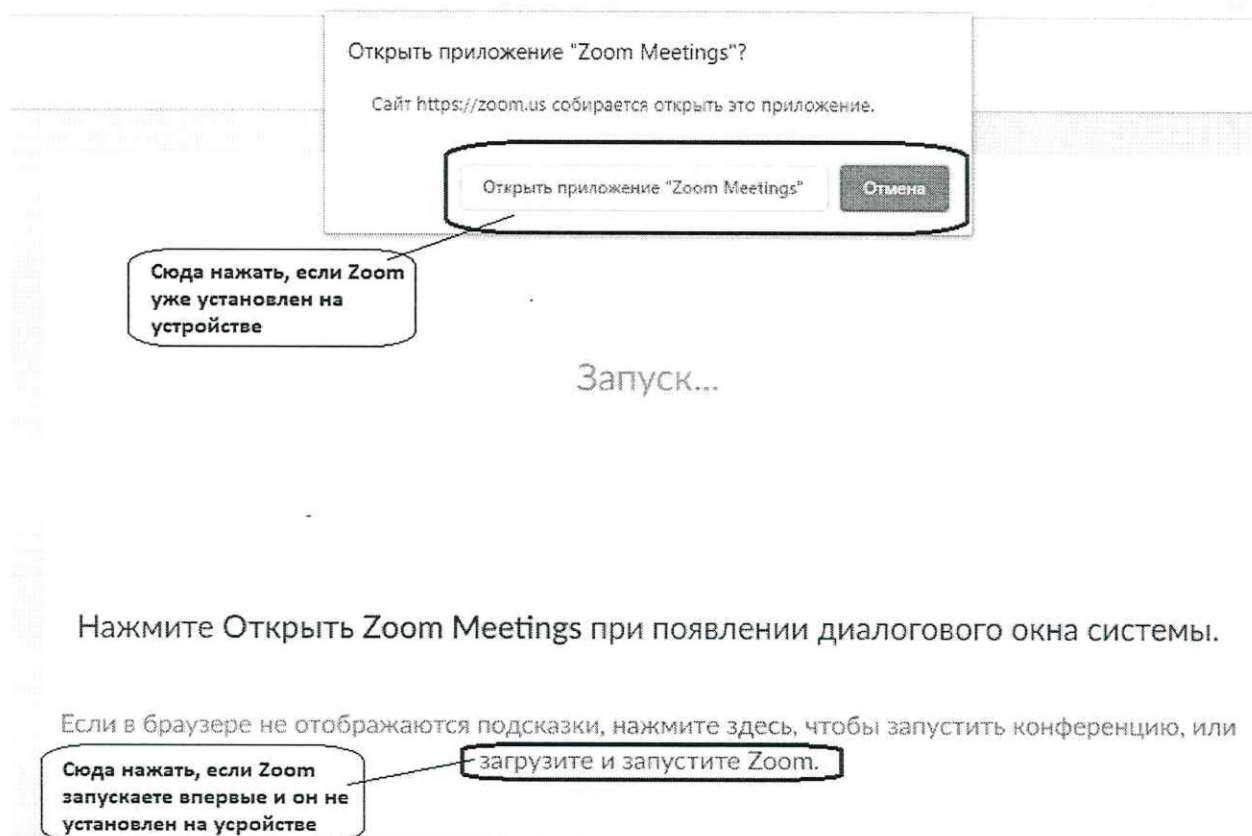 Открыть приложение "Zoom Meetings"?
Сайт https://zoom.us собирается открыть это приложение.
Открыть приложение "Zoom Meetings"
Отмена
Сюда нажать, если Zoom
уже установлен на
устройстве
Запуск...
Нажмите Открыть Zoom Meetings при появлении диалогового окна системы.
Если в браузере не отображаются подсказки, нажмите здесь, чтобы запустить конференцию, или
загрузите и запустите Zoom.
Сюда нажать, если Zoom
запускаете впервые и он не
установлен на усройстве